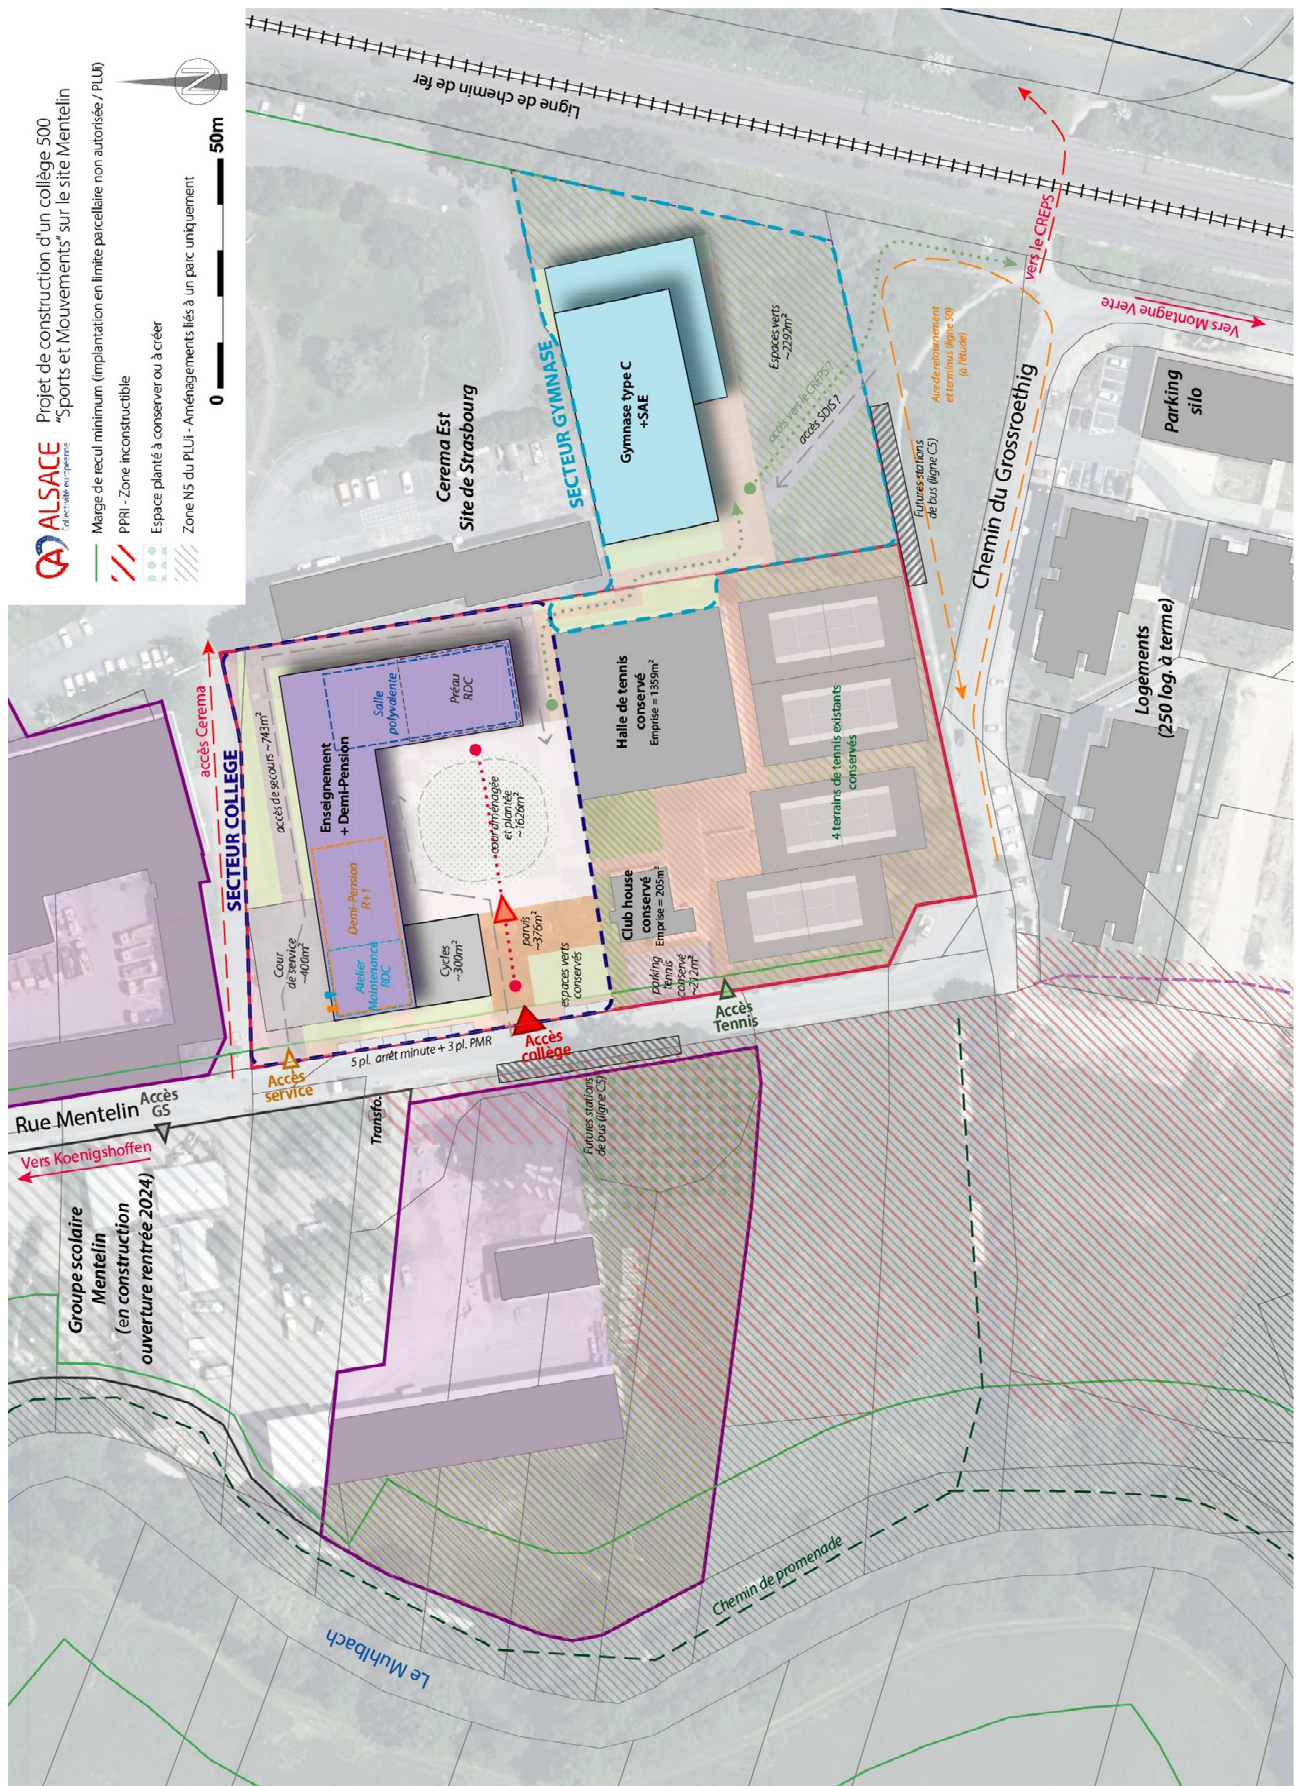 ALSACE
Collectivité européenne
Projet de construction d'un collège 500
"Sports et Mouvements" sur le site Mentelin
Marge de recul minimum (implantation en limite parcellaire non autorisée / PLUi)
PPRI - Zone inconstructible
Espace planté à conserver ou à créer
Zone N5 du PLUi - Aménagements liés à un parc uniquement
N
0
50m
Ligne de chemin de fer
vers le CREPS
Vers Montagne Verte
Cerema Est
Site de Strasbourg
SECTEUR GYMNASE
Gymnase type C
+SAE
Espaces verts
~2292m²
accès vers le CREPS?
accès SDIS ?
Aire de retournement
et terminus (ligne 50)
(à l'étude)
Futures stations
de bus (ligne C5)
Chemin du Grossroethig
Parking
silo
Logements
(250 log. à terme)
accès Cerema
SECTEUR COLLEGE
accès de secours ~743m²
Enseignement
+ Demi-Pension
Salle
polyvalente
Préau
RDC
Demi-Pension
R+1
Atelier
Maintenance
RDC
Cour
de service
~400m²
Cycles
~300m²
cour aménagée
et plantée
~1626m²
parvis
~376m²
espaces verts
conservés
Halle de tennis
conservé
Emprise = 1359m²
Club house
conservé
Emprise = 205m²
parking
tennis
conservé
~212m²
4 terrains de tennis existants
conservés
Accès
Tennis
Accès
collège
5 pl. arrêt minute + 3 pl. PMR
Accès
service
Rue Mentelin
Accès
GS
Vers Koenigshoffen
Transfo.
Futures stations
de bus (ligne C5)
Groupe scolaire
Mentelin
(en construction
ouverture rentrée 2024)
Chemin de promenade
Le Muhlbach